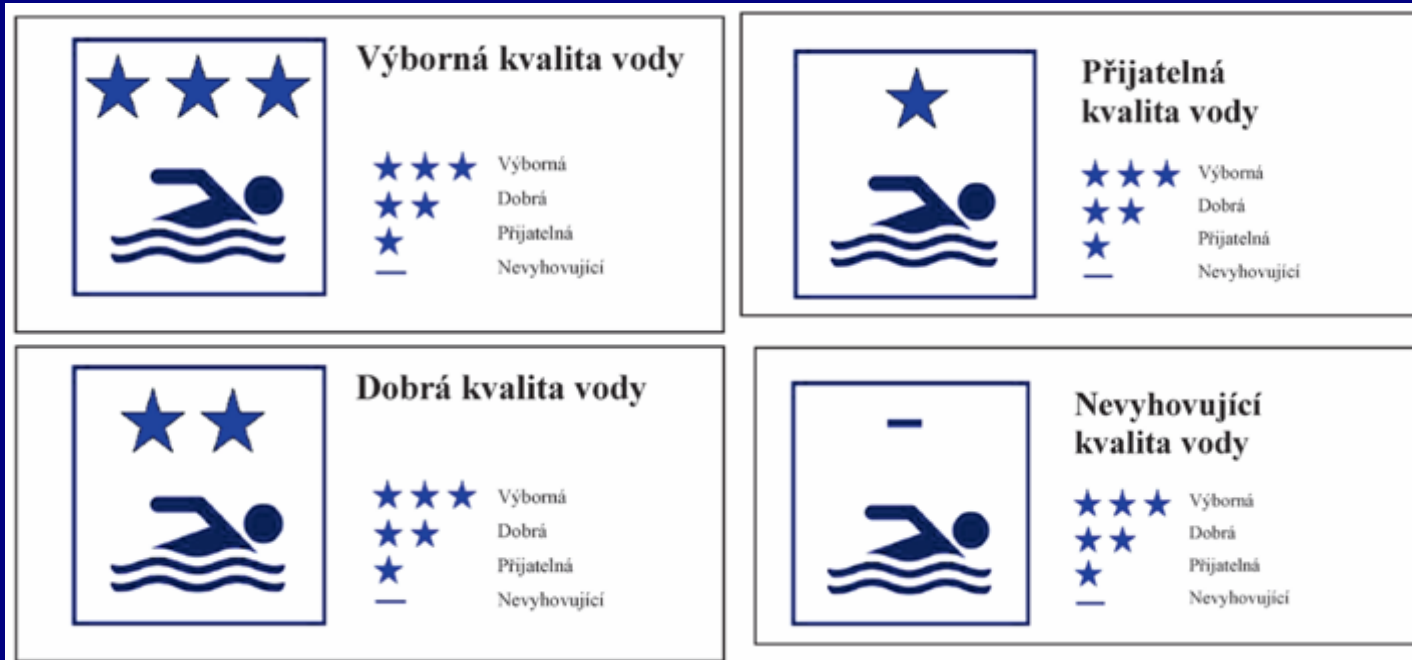 Výborná kvalita vody
Výborná
Dobrá
Přijatelná
Nevyhovující
Přijatelná
kvalita vody
Výborná
Dobrá
Přijatelná
Nevyhovující
Dobrá kvalita vody
Výborná
Dobrá
Přijatelná
Nevyhovující
Nevyhovující
kvalita vody
Výborná
Dobrá
Přijatelná
Nevyhovující